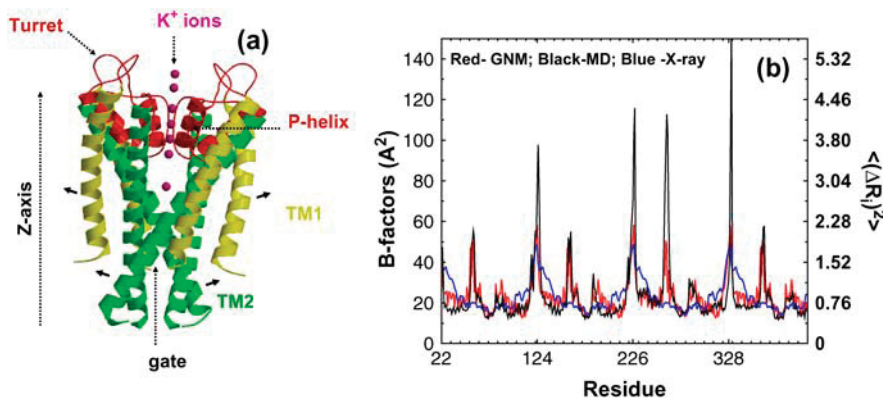 K+ ions
(a)
Turret
P-helix
Z-axis
TM1
TM2
gate
(b)
Red- GNM; Black-MD; Blue -X-ray
B-factors (A²)
140
120
100
80
60
40
20
0
22
124
226
328
Residue
5.32
4.46
3.80
3.04
2.28
1.52
0.76
0
<(ΔRᵢ)²>